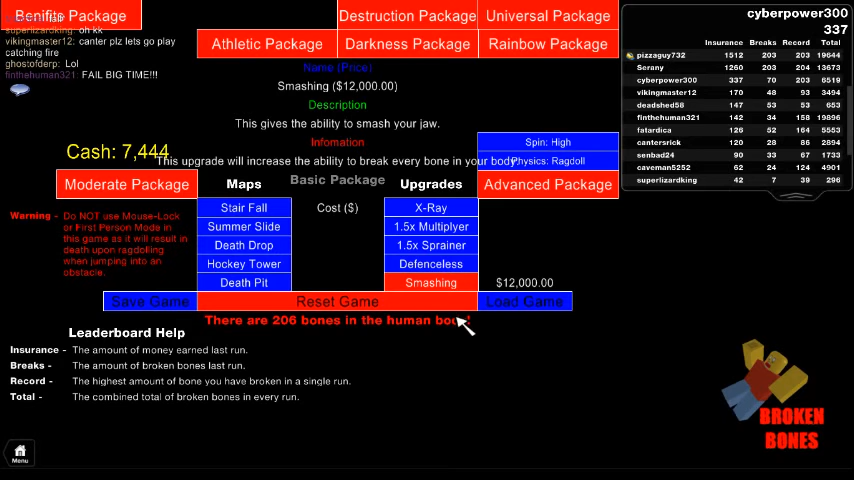 Benifits Package
Destruction Package
Universal Package
Athletic Package
Darkness Package
Rainbow Package
superlizardking: oh kk
vikingmaster12: canter plz lets go play
catching fire
ghostofderp: Lol
finthehuman321: FAIL BIG TIME!!!
Name (Price)
Smashing ($12,000.00)
Description
This gives the ability to smash your jaw.
Infomation
This upgrade will increase the ability to break every bone in your body.
Spin: High
Physics: Ragdoll
Cash: 7,444
Moderate Package
Maps
Basic Package
Upgrades
Advanced Package
Stair Fall
Cost ($)
X-Ray
Summer Slide
1.5x Multiplyer
Death Drop
1.5x Sprainer
Hockey Tower
Defenceless
Death Pit
Smashing
$12,000.00
Warning - Do NOT use Mouse-Lock
or First Person Mode in
this game as it will result in
death upon ragdolling
when jumping into an
obstacle.
Save Game
Reset Game
Load Game
There are 206 bones in the human
Leaderboard Help
Insurance - The amount of money earned last run.
Breaks - The amount of broken bones last run.
Record - The highest amount of bone you have broken in a single run.
Total - The combined total of broken bones in every run.
cyberpower300
337
Insurance Breaks Record Total
pizzaguy732 1512 203 203 19644
Serany 1260 203 204 13673
cyberpower300 337 70 203 6519
vikingmaster12 170 48 93 3494
deadshed58 147 53 53 653
finthehuman321 142 34 158 19896
fatardica 126 52 164 5553
cantersrick 120 28 86 2894
senbad24 90 33 67 1733
caveman5252 62 24 124 4901
superlizardking 42 7 39 296
BROKEN
BONES
Menu